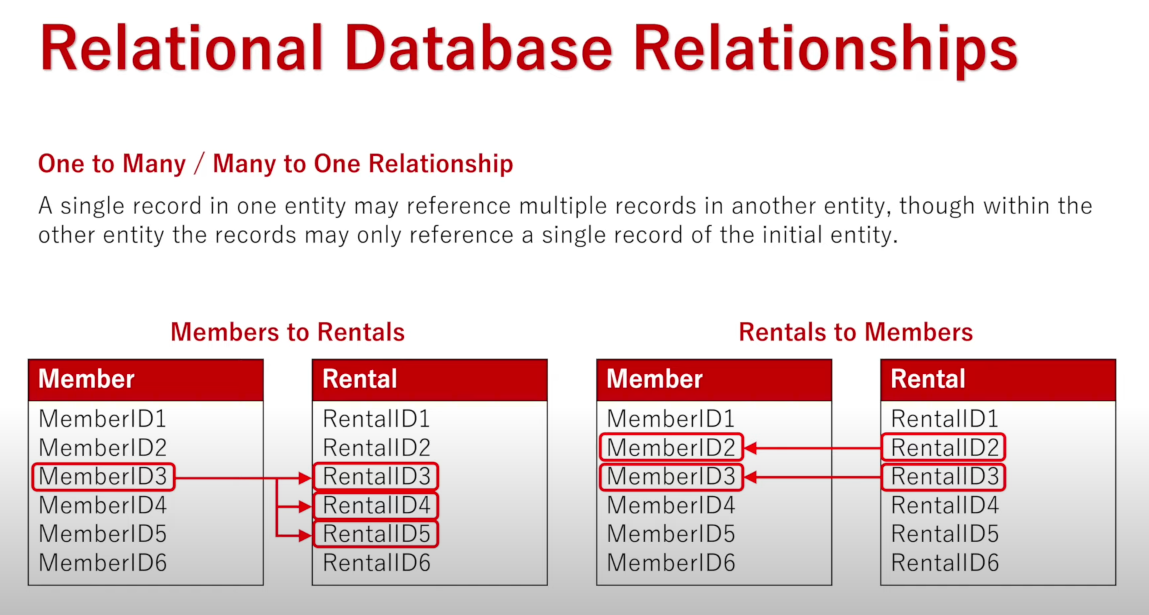 Relational Database Relationships
One to Many / Many to One Relationship
A single record in one entity may reference multiple records in another entity, though within the
other entity the records may only reference a single record of the initial entity.
Members to Rentals
Member
MemberID1
MemberID2
MemberID3
MemberID4
MemberID5
MemberID6
Rental
RentalID1
RentalID2
RentalID3
RentalID4
RentalID5
RentalID6
Rentals to Members
Member
MemberID1
MemberID2
MemberID3
MemberID4
MemberID5
MemberID6
Rental
RentalID1
RentalID2
RentalID3
RentalID4
RentalID5
RentalID6